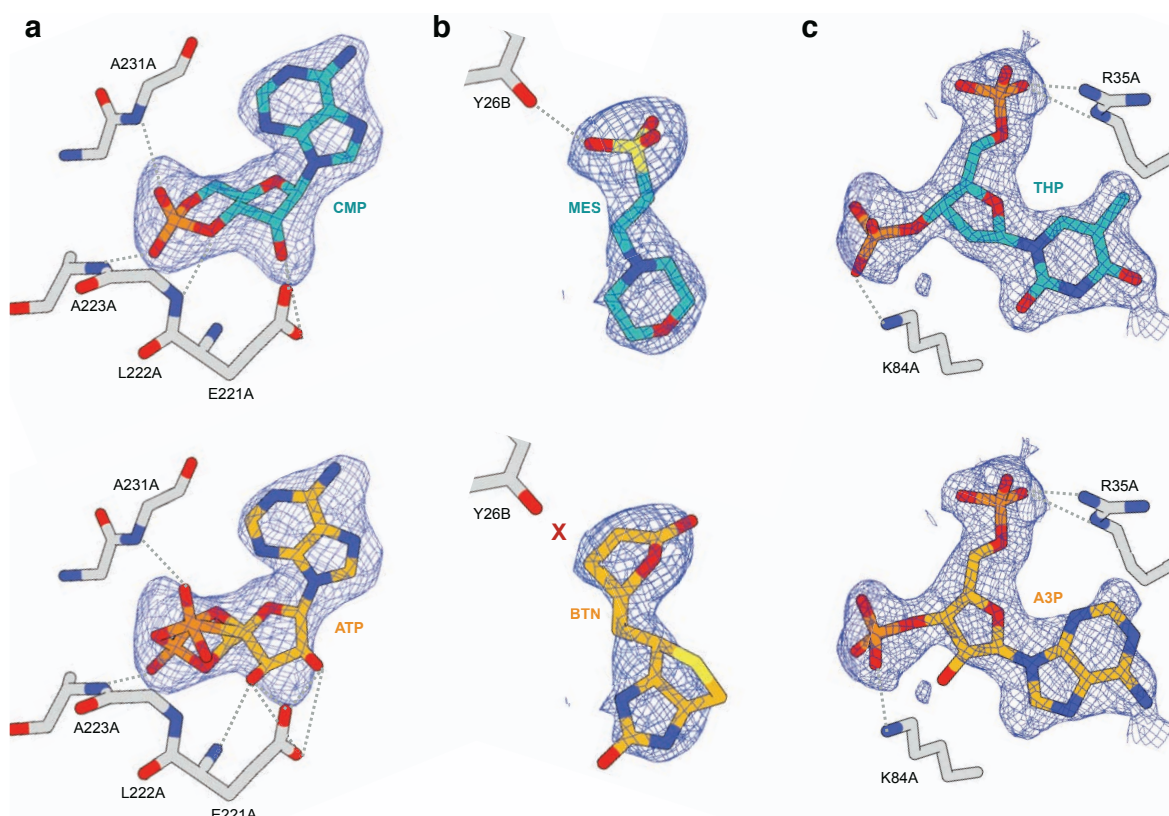 a
b
c
A231A
CMP
A223A
L222A
E221A
Y26B
MES
R35A
THP
K84A
A231A
ATP
A223A
L222A
E221A
Y26B
X
BTN
R35A
A3P
K84A